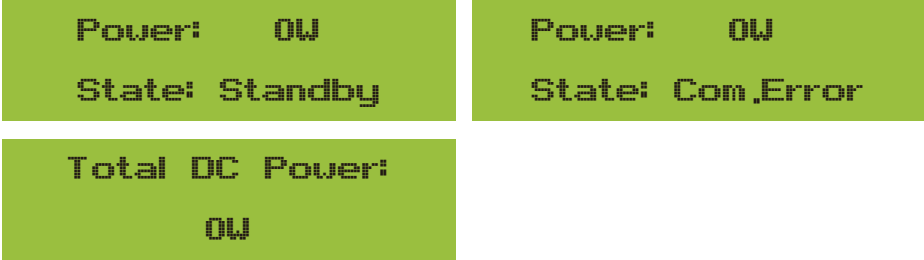 Power: 0W
State: Standby
Power: 0W
State: Com.Error
Total DC Power:
0W